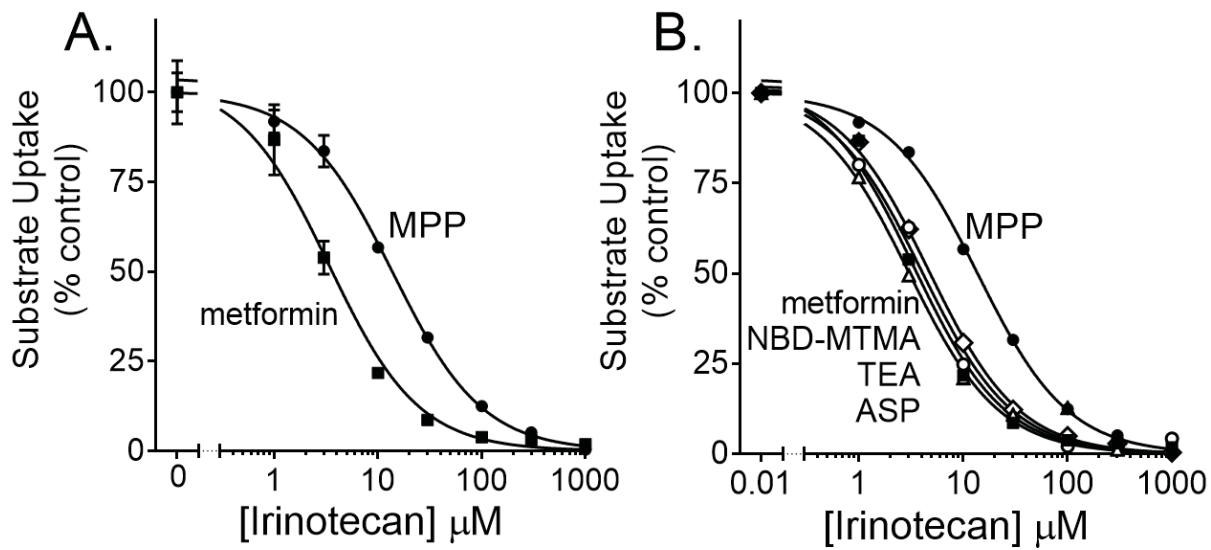 A.
Substrate Uptake
(% control)
100
75
50
25
0
MPP
metformin
0
1
10
100
1000
[Irinotecan] μM
B.
Substrate Uptake
(% control)
100
75
50
25
0
MPP
metformin
NBD-MTMA
TEA
ASP
0.01
1
10
100
1000
[Irinotecan] μM